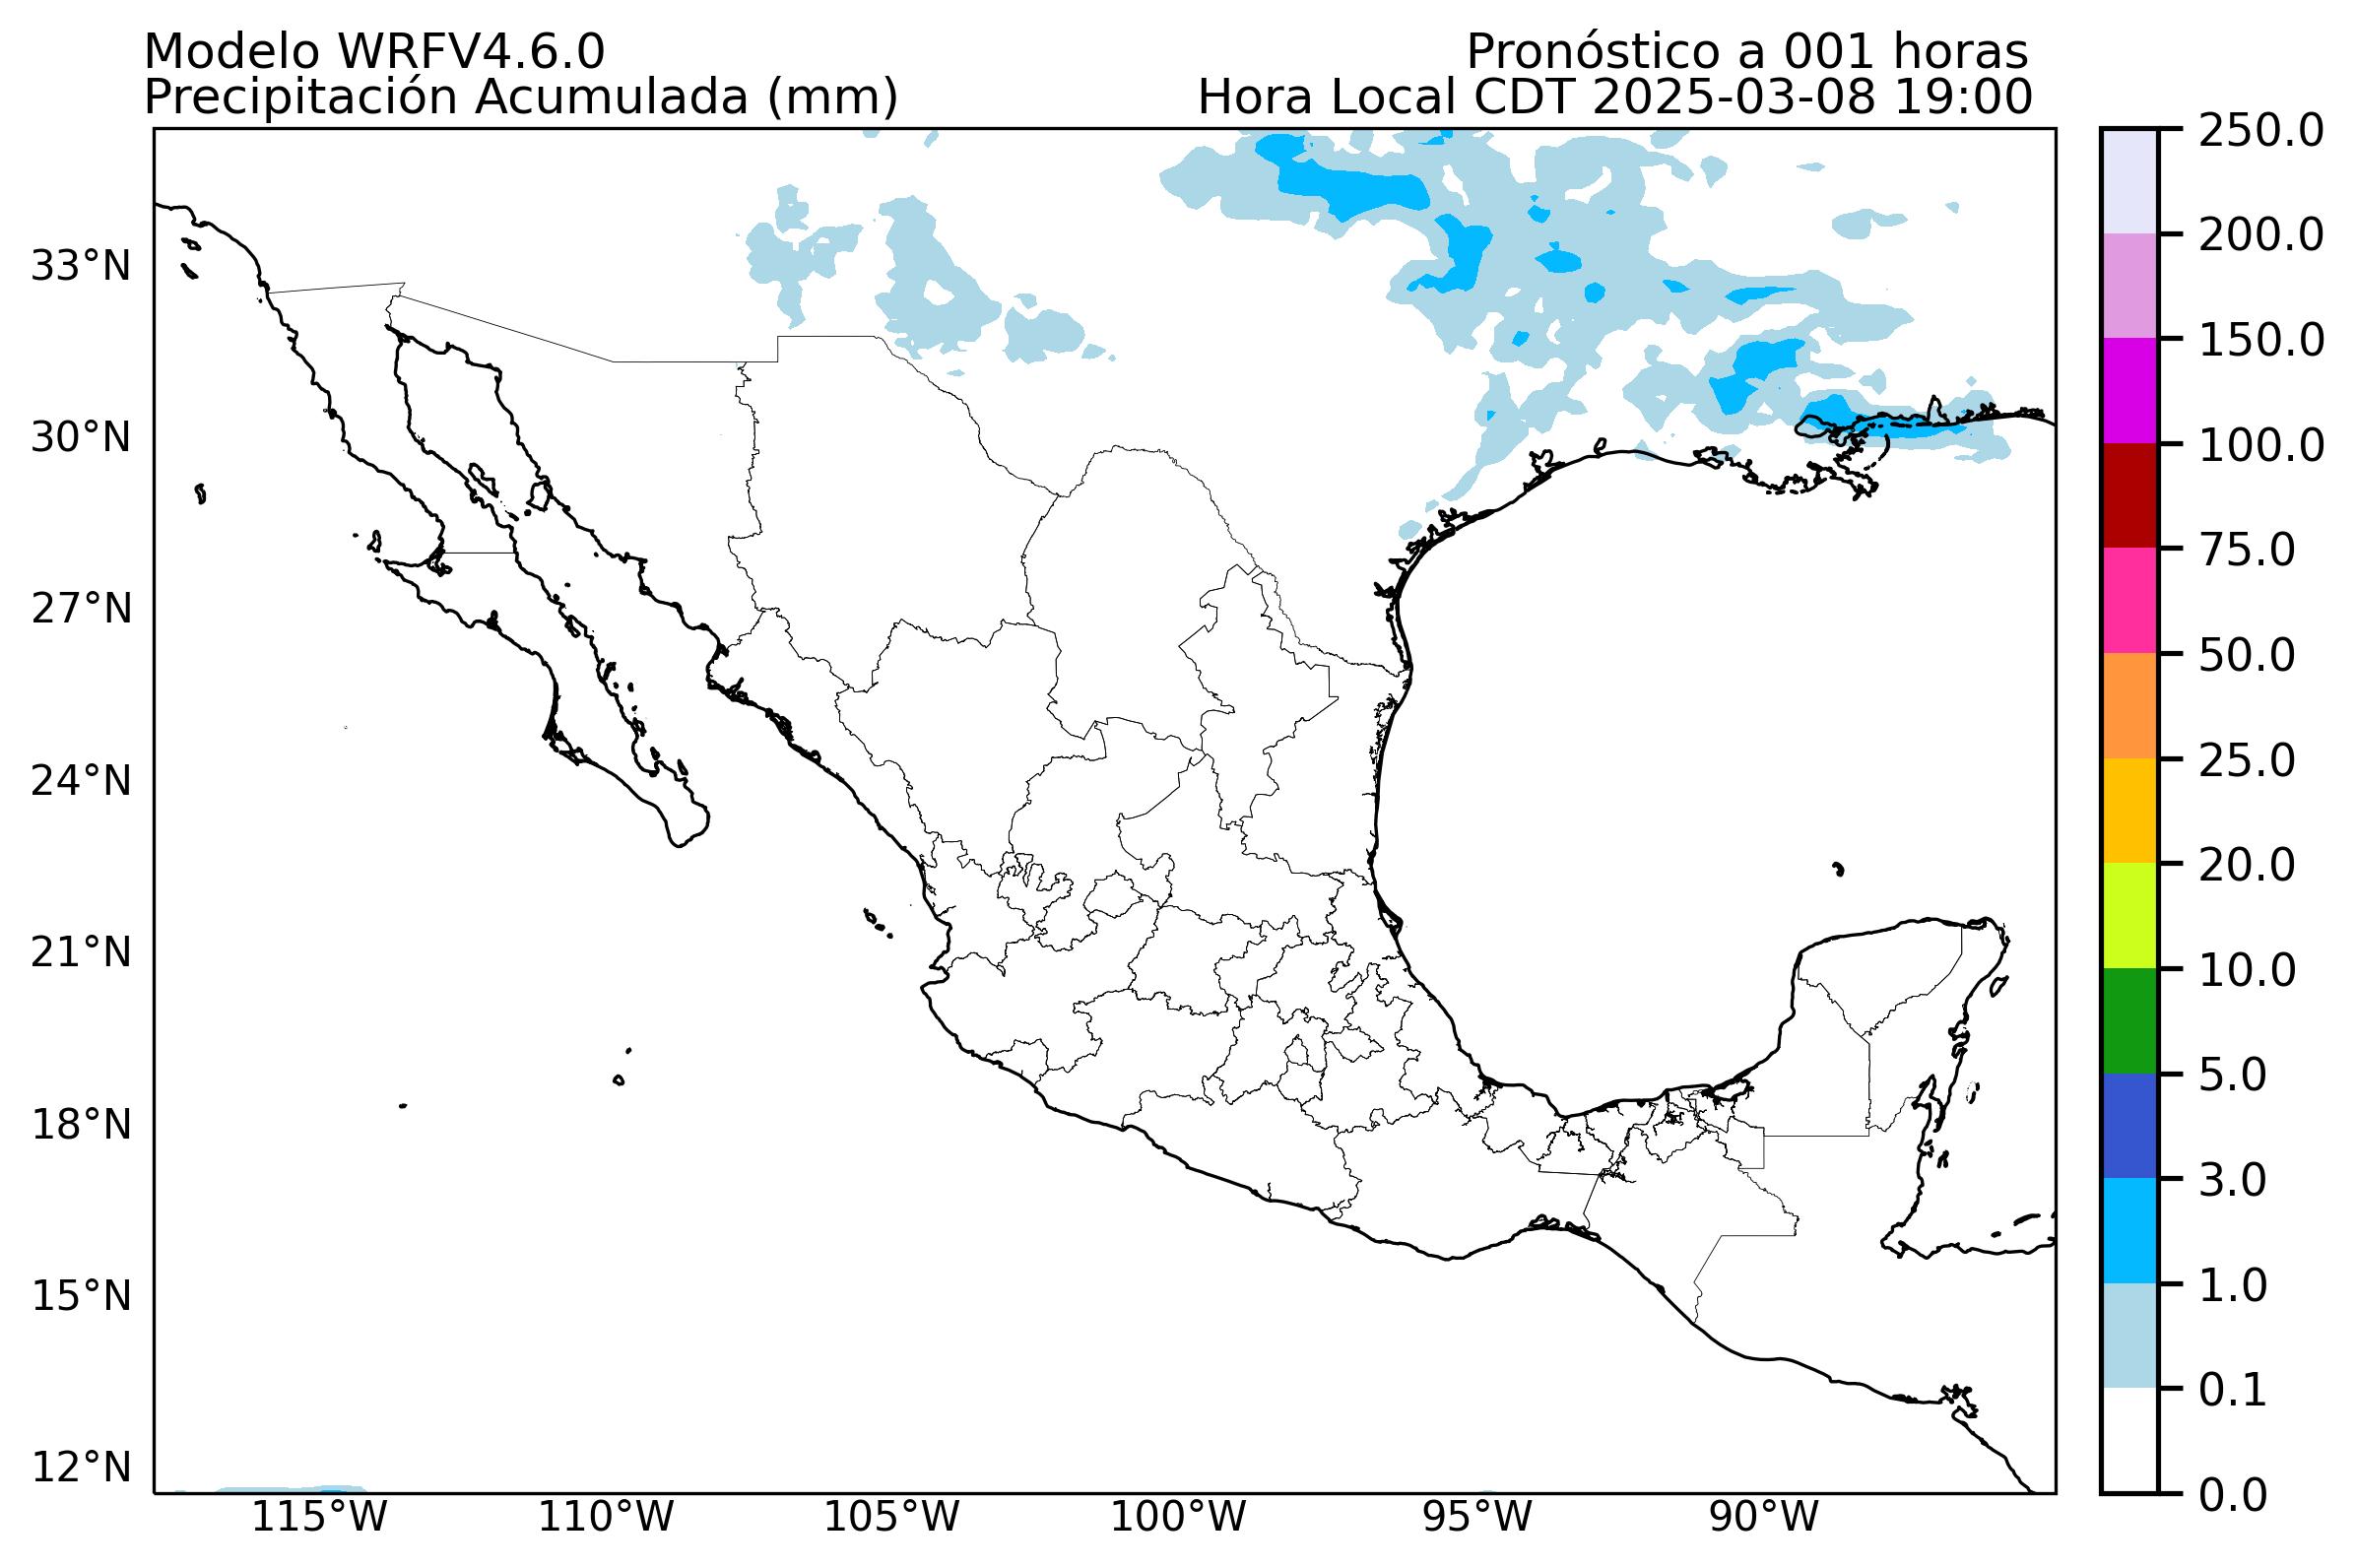 Modelo WRFV4.6.0
Pronóstico a 001 horas
Precipitación Acumulada (mm)
Hora Local CDT 2025-03-08 19:00
250.0
200.0
150.0
100.0
75.0
50.0
25.0
20.0
10.0
5.0
3.0
1.0
0.1
0.0
33°N
30°N
27°N
24°N
21°N
18°N
15°N
12°N
115°W
110°W
105°W
100°W
95°W
90°W